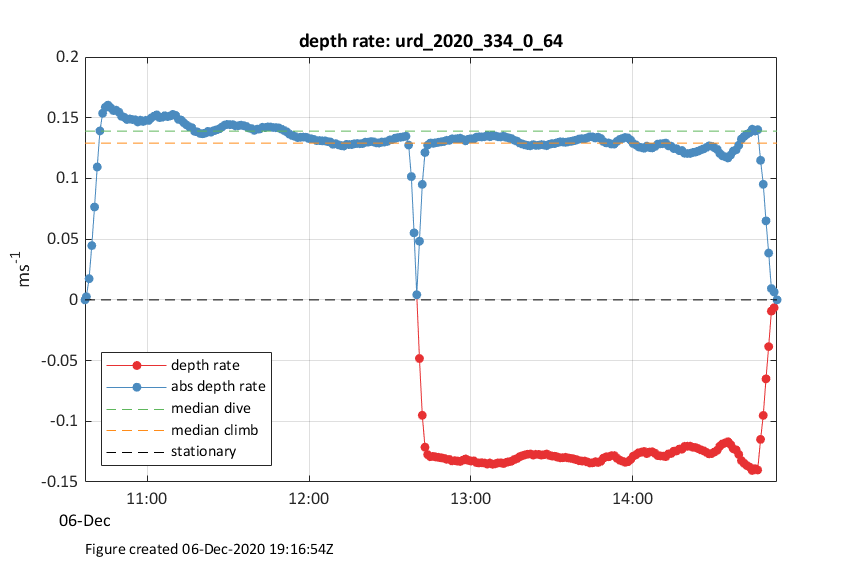 depth rate: urd_2020_334_0_64
ms-1
0.2
0.15
0.1
0.05
0
-0.05
-0.1
-0.15
depth rate
abs depth rate
median dive
median climb
stationary
11:00 12:00 13:00 14:00
06-Dec
Figure created 06-Dec-2020 19:16:54Z